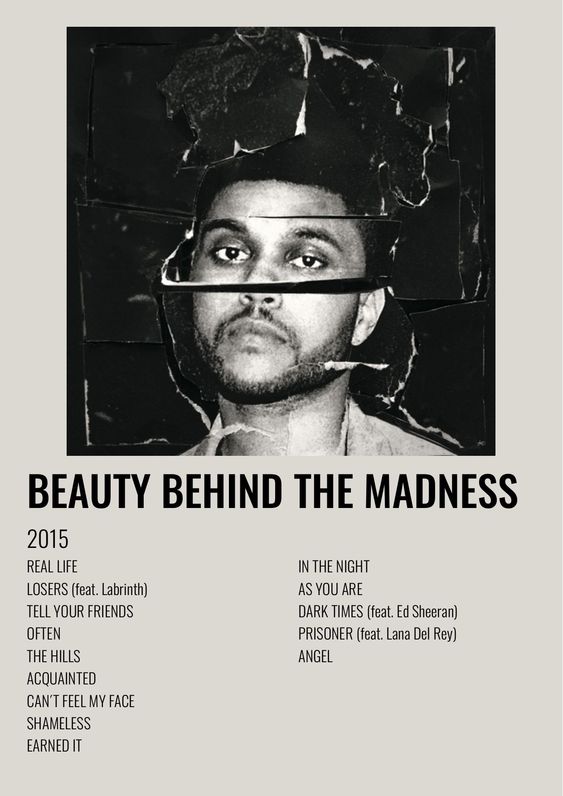 BEAUTY BEHIND THE MADNESS
2015
REAL LIFE
LOSERS (feat. Labrinth)
TELL YOUR FRIENDS
OFTEN
THE HILLS
ACQUAINTED
CAN´T FEEL MY FACE
SHAMELESS
EARNED IT
IN THE NIGHT
AS YOU ARE
DARK TIMES (feat. Ed Sheeran)
PRISONER (feat. Lana Del Rey)
ANGEL